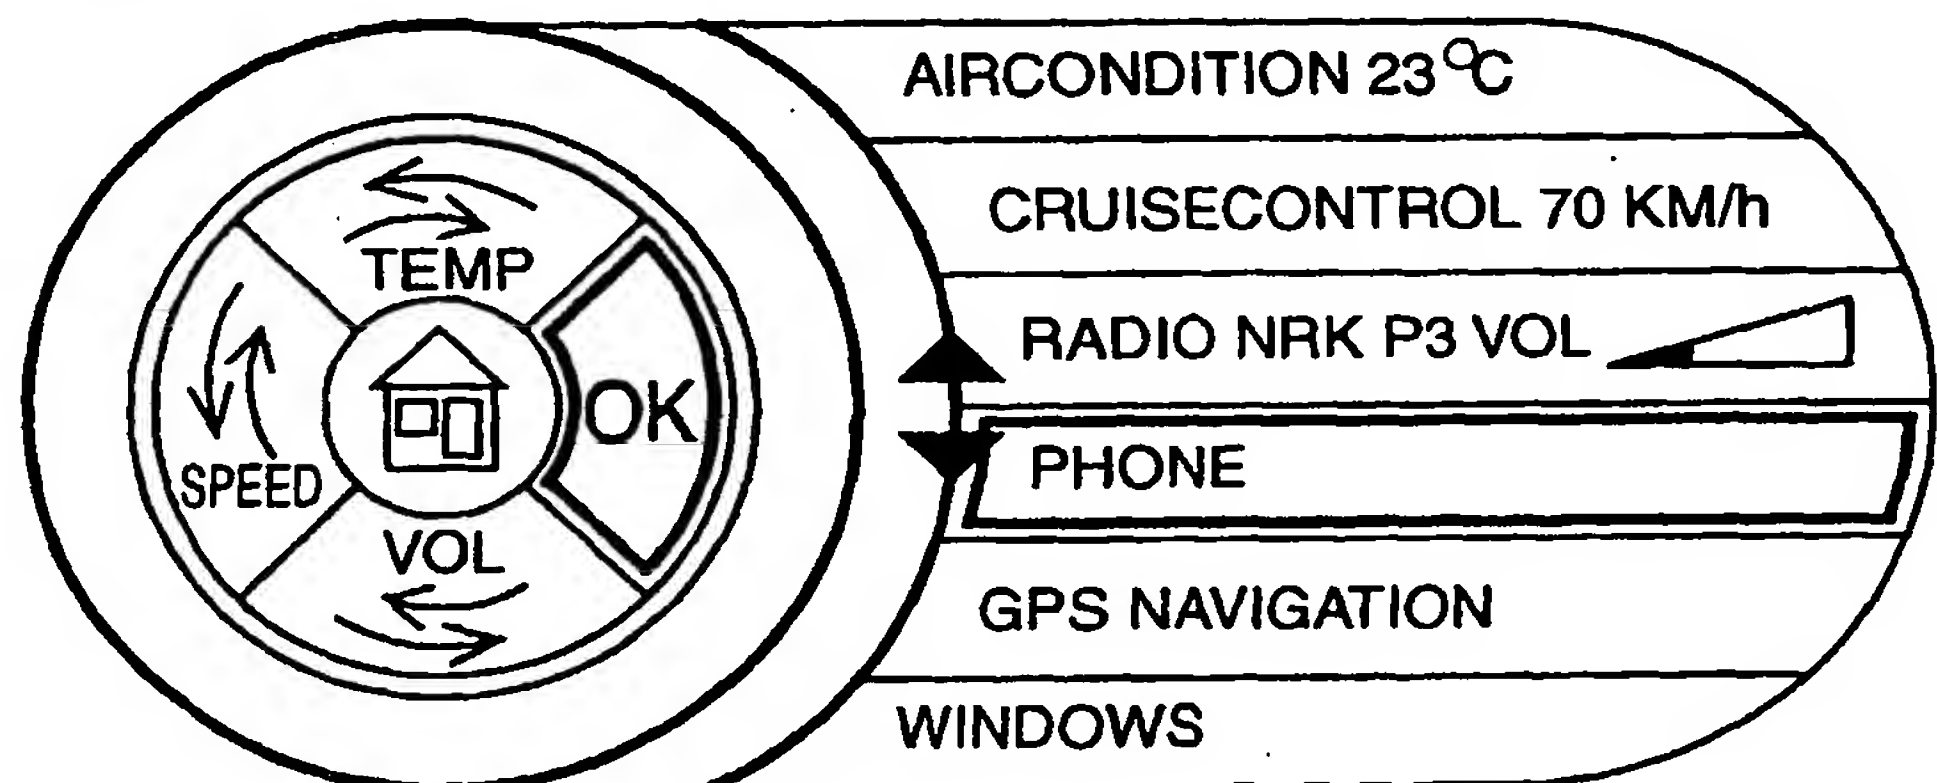 TEMP
SPEED
OK
VOL
AIRCONDITION 23°C
CRUISECONTROL 70 KM/h
RADIO NRK P3 VOL
PHONE
GPS NAVIGATION
WINDOWS